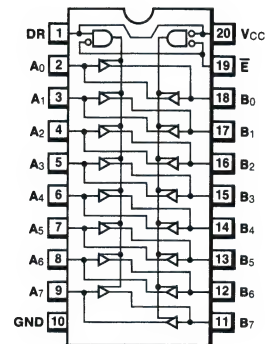 DR 1 20 VCC
A0 2 19 E
A1 3 18 B0
A2 4 17 B1
A3 5 16 B2
A4 6 15 B3
A5 7 14 B4
A6 8 13 B5
A7 9 12 B6
GND 10 11 B7